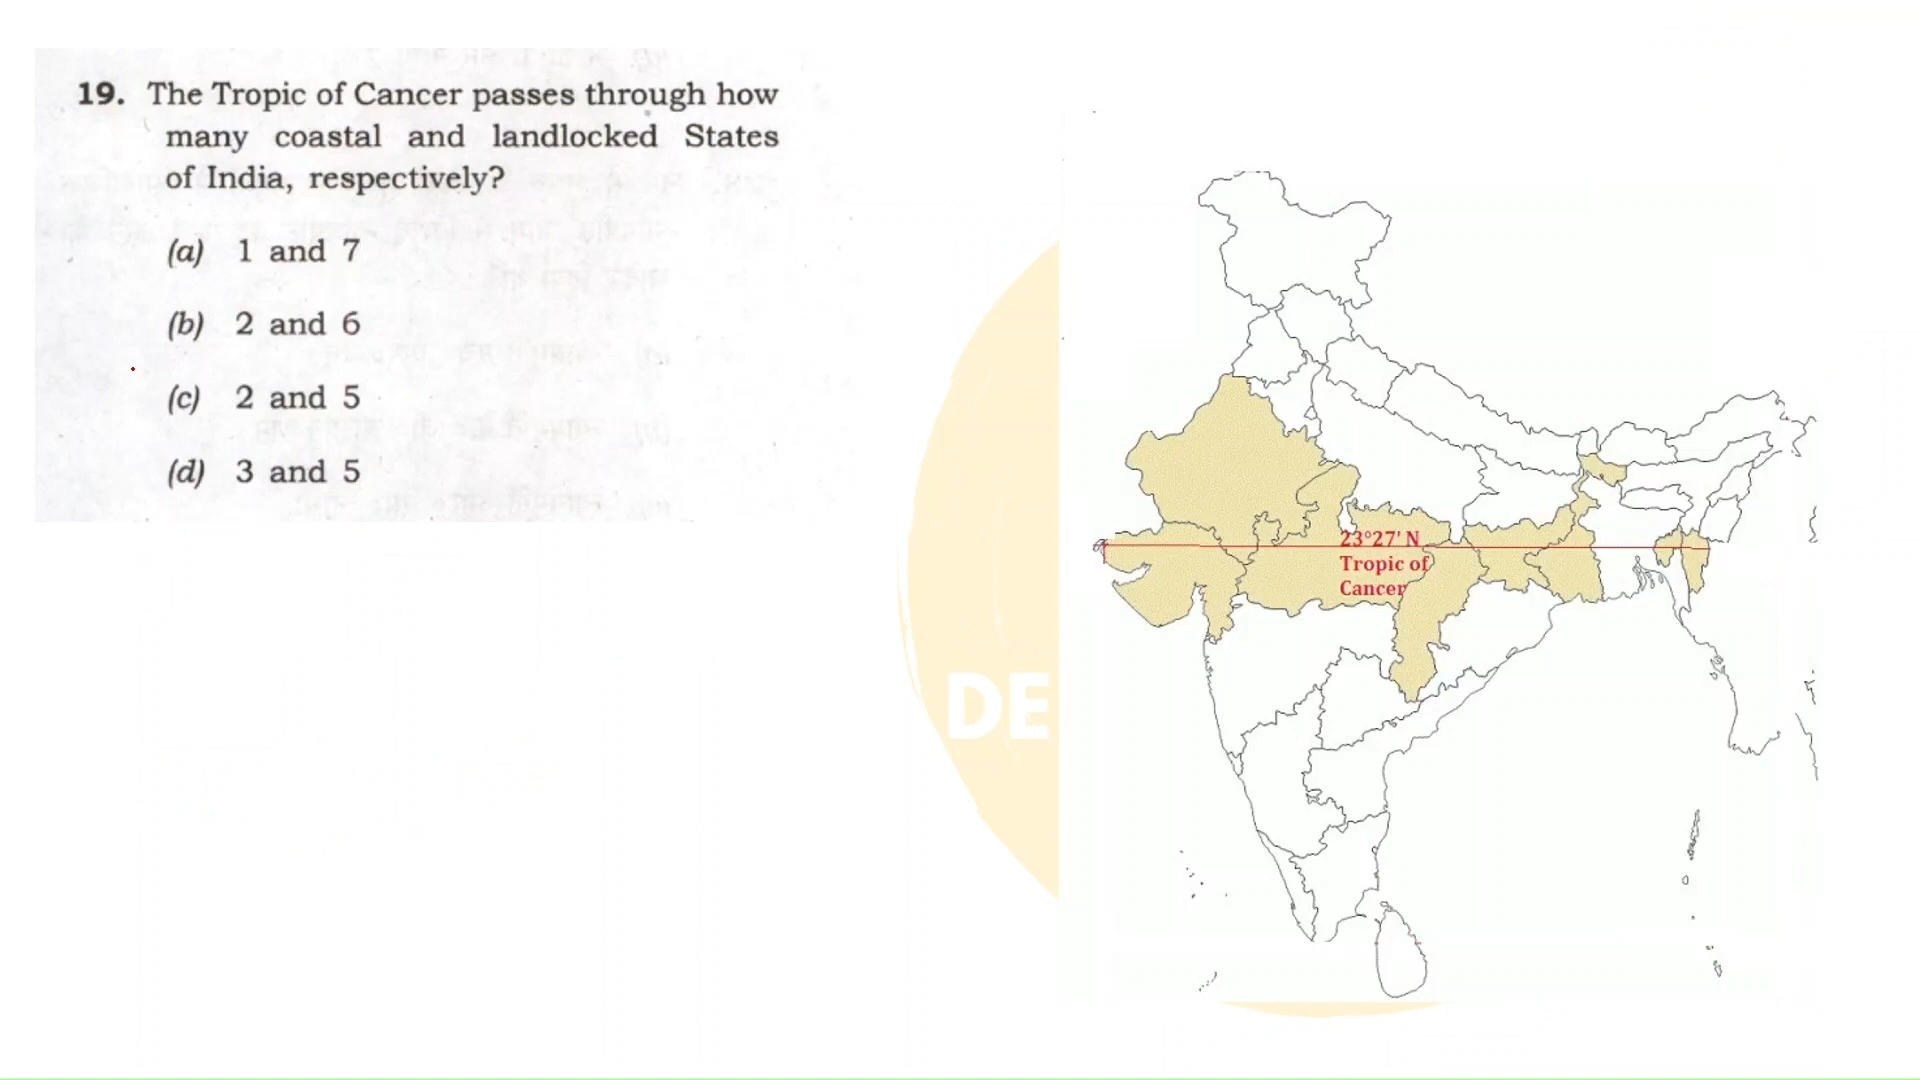 19. The Tropic of Cancer passes through how
many coastal and landlocked States
of India, respectively?
(a) 1 and 7
(b) 2 and 6
(c) 2 and 5
(d) 3 and 5
23°27' N
Tropic of
Cancer
DE